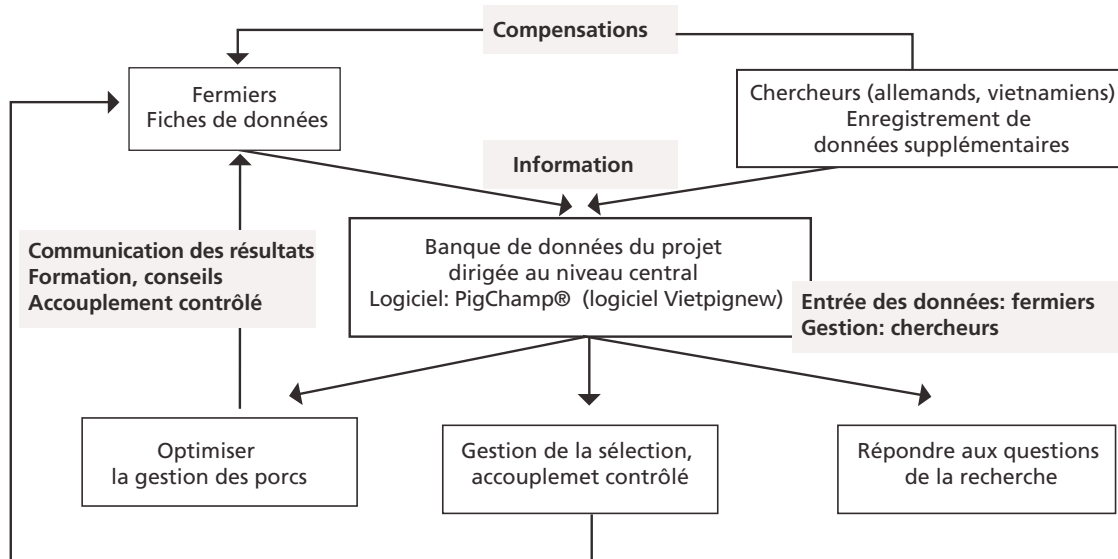 Compensations
Fermiers
Fiches de données
Chercheurs (allemands, vietnamiens)
Enregistrement de
données supplémentaires
Information
Communication des résultats
Formation, conseils
Accouplement contrôlé
Banque de données du projet
dirigée au niveau central
Logiciel: PigChamp® (logiciel Vietpignew)
Entrée des données: fermiers
Gestion: chercheurs
Optimiser
la gestion des porcs
Gestion de la sélection,
accouplemet contrôlé
Répondre aux questions
de la recherche